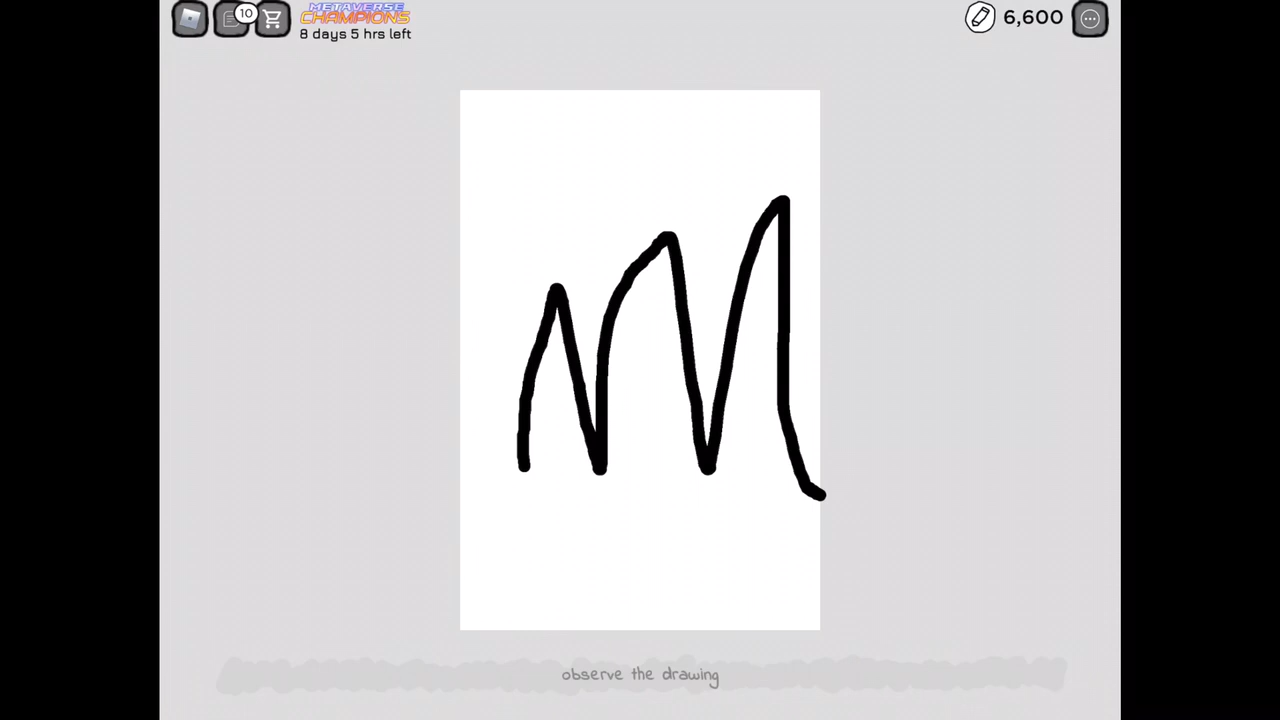 10
METAVERSE
CHAMPIONS
8 days 5 hrs left
6,600
observe the drawing